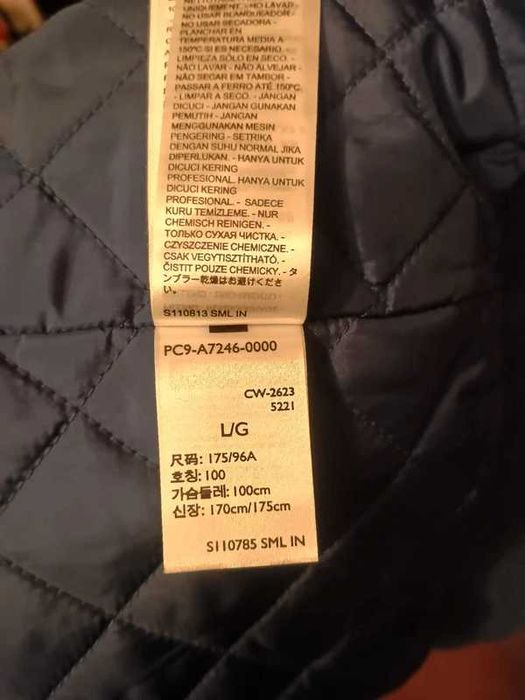 UNIQUEMENT. - NO LAVAR -
NO USAR BLANQUEADOR -
NO USAR SECADORA -
PLANCHAR EN
TEMPERATURA MEDIA A
150°C SI ES NECESARIO.
LIMPIEZA SÓLO EN SECO. -
NÃO LAVAR - NÃO ALVEJAR -
NÃO SECAR EM TAMBOR -
PASSAR A FERRO ATÉ 150ºC.
- LIMPAR A SECO. - JANGAN
DICUCI - JANGAN GUNAKAN
PEMUTIH - JANGAN
MENGGUNAKAN MESIN
PENGERING - SETRIKA
DENGAN SUHU NORMAL JIKA
DIPERLUKAN. - HANYA UNTUK
DICUCI KERING
PROFESIONAL. HANYA UNTUK
DICUCI KERING
PROFESIONAL. - SADECE
KURU TEMİZLEME. - NUR
CHEMISCH REINIGEN. -
ТОЛЬКО СУХАЯ ЧИСТКА. -
CZYSZCZENIE CHEMICZNE. -
CSAK VEGYTISZTÍTHATÓ. -
ČISTIT POUZE CHEMICKY. - タ
ンブラー乾燥はお避けくださ
い。
S110813 SML IN
PC9-A7246-0000
CW-2623
5221
L/G
尺码: 175/96A
호칭: 100
가슴둘레: 100cm
신장: 170cm/175cm
S110785 SML IN